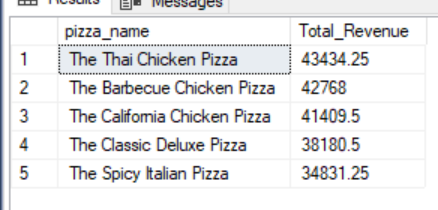 Results Messages
pizza_name Total_Revenue
1 The Thai Chicken Pizza 43434.25
2 The Barbecue Chicken Pizza 42768
3 The California Chicken Pizza 41409.5
4 The Classic Deluxe Pizza 38180.5
5 The Spicy Italian Pizza 34831.25